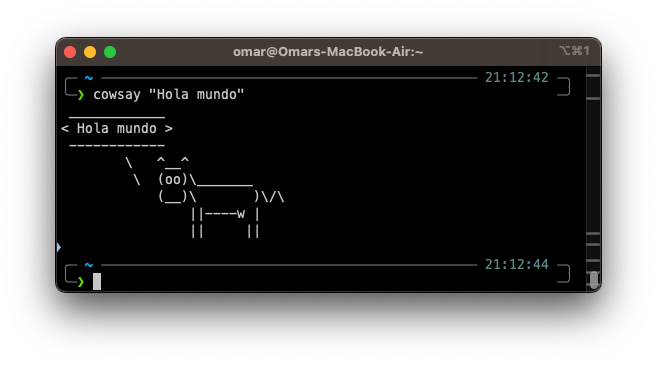 omar@Omars-MacBook-Air:~ ⌥⌘1
~ 21:12:42
❯ cowsay "Hola mundo"
 ____________
< Hola mundo >
 ------------
        \   ^__^
         \  (oo)\_______
            (__)\       )\/\
                ||----w |
                ||     ||
~ 21:12:44
❯